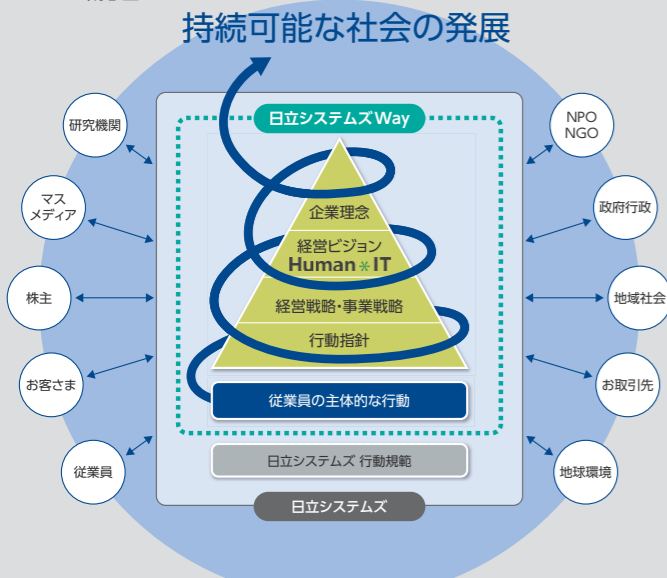 持続可能な社会の発展
日立システムズWay
研究機関
マス
メディア
株主
お客さま
従業員
企業理念
経営ビジョン
Human*IT
経営戦略・事業戦略
行動指針
従業員の主体的な行動
日立システムズ 行動規範
日立システムズ
NPO
NGO
政府行政
地域社会
お取引先
地球環境